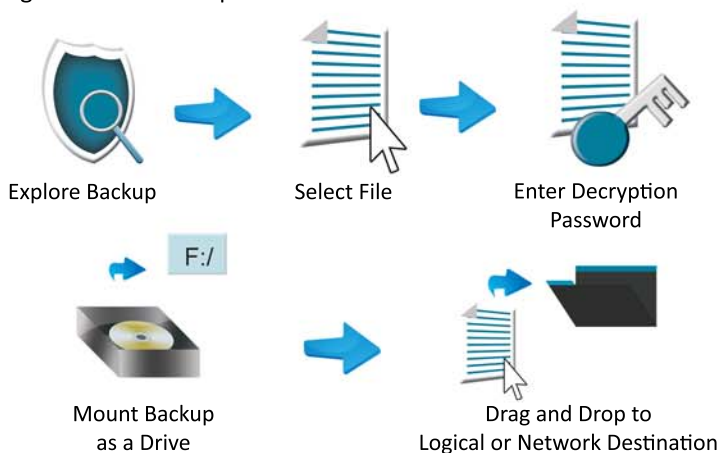 Explore Backup
Select File
Enter Decryption
Password
F:/
Mount Backup
as a Drive
Drag and Drop to
Logical or Network Destination